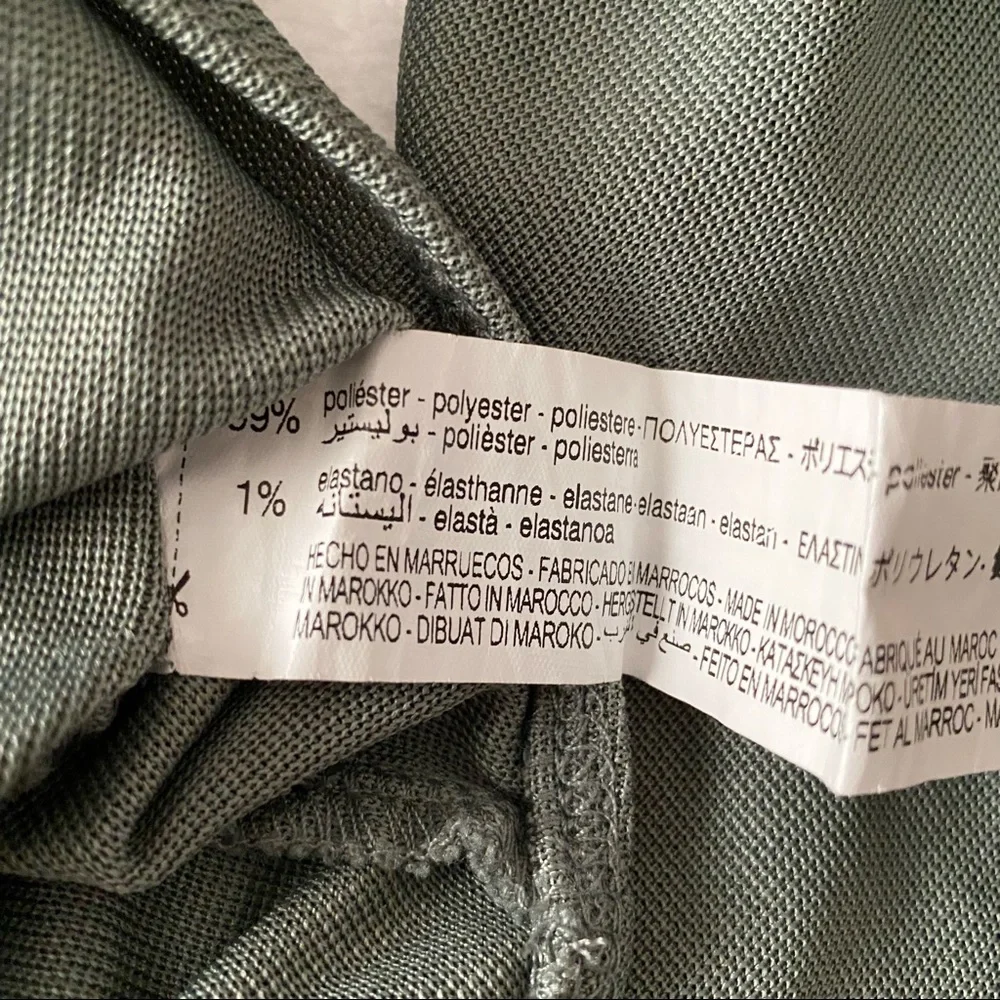 99% poliéster - polyester - poliestere - ΠΟΛΥΕΣΤΕΡΑΣ - ポリエス poliester - 飛
بوليستير - polièster - poliesterra
1% elastano - élasthanne - elastane - elastaan - elastan - ΕΛΑΣΤΙΝ ポリウレタン・
اليستانه - elastà - elastanoa
HECHO EN MARRUECOS - FABRICADO EM MARROCOS - MADE IN MOROCCO FABRIQUÉ AU MAROC
IN MAROKKO - FATTO IN MAROCCO - HERGESTELLT IN MAROKKO - ÜRETİM YERİ FAS
MAROKKO - DIBUAT DI MAROKO - صنع في المغرب - FEITO EN MARROCOS FET AL MARROC -